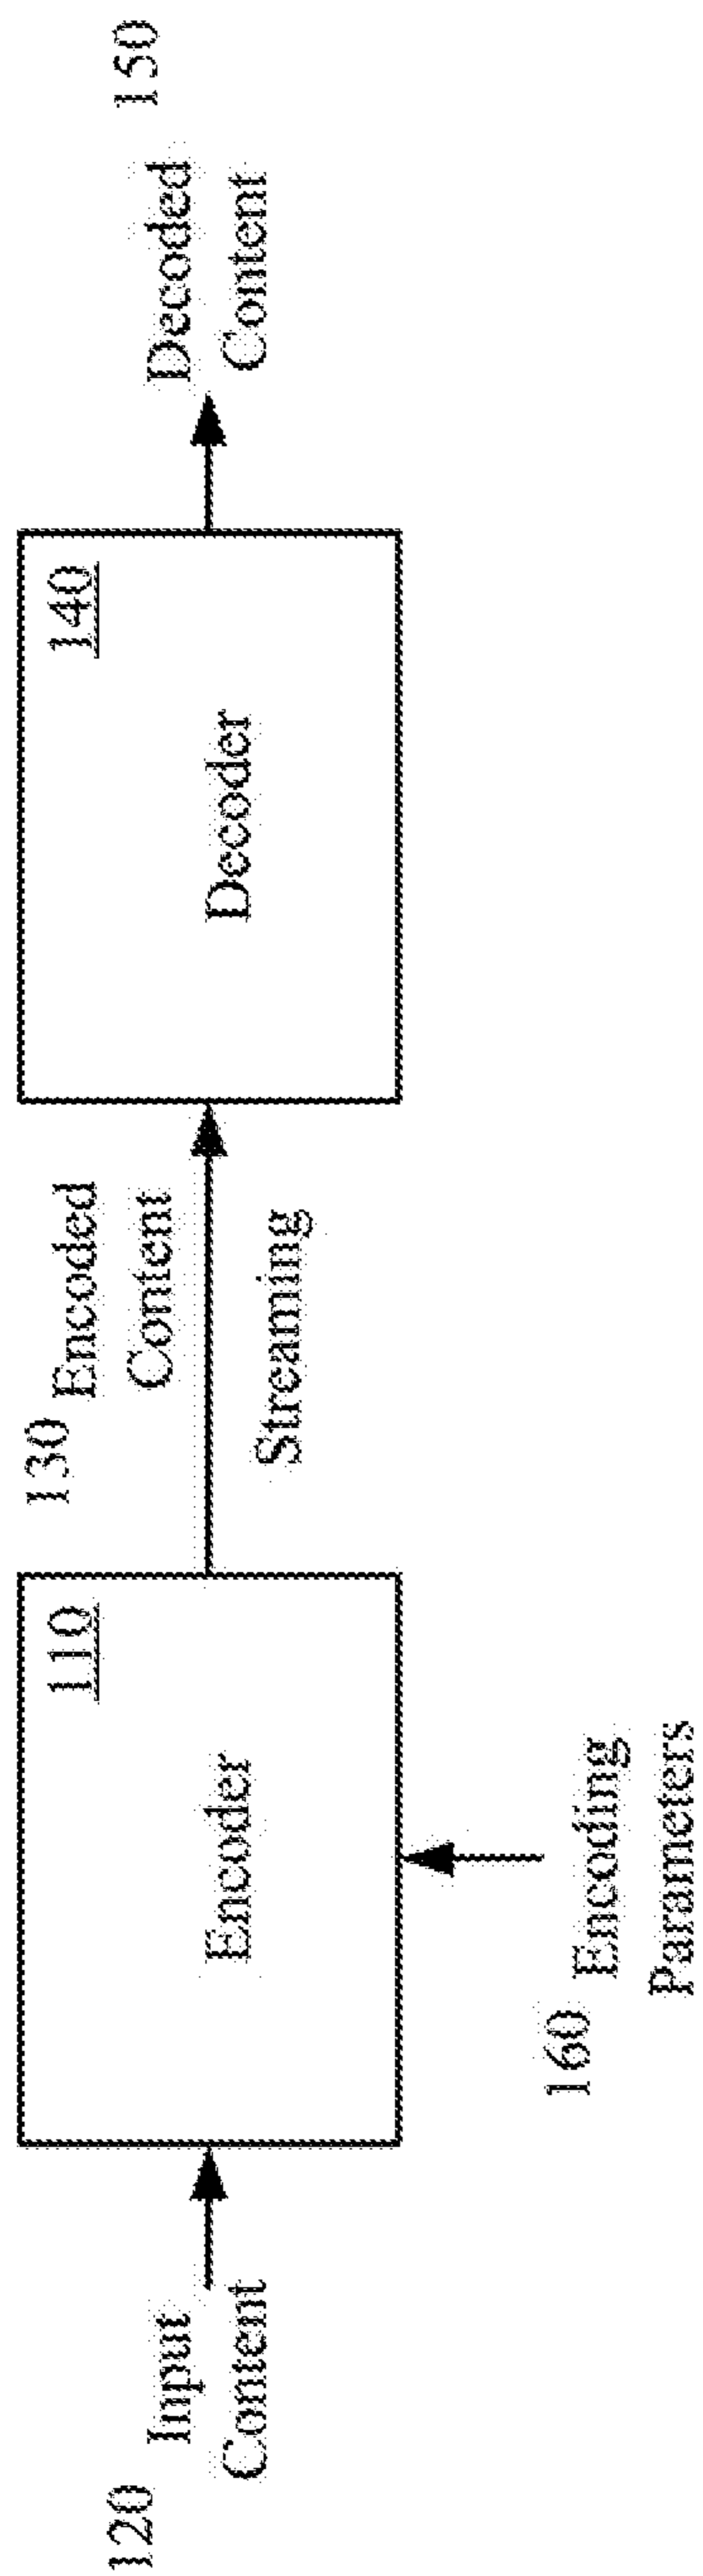 120 Input
Content
110
Encoder
160 Encoding
Parameters
130 Encoded
Content
Streaming
140
Decoder
Decoded 150
Content